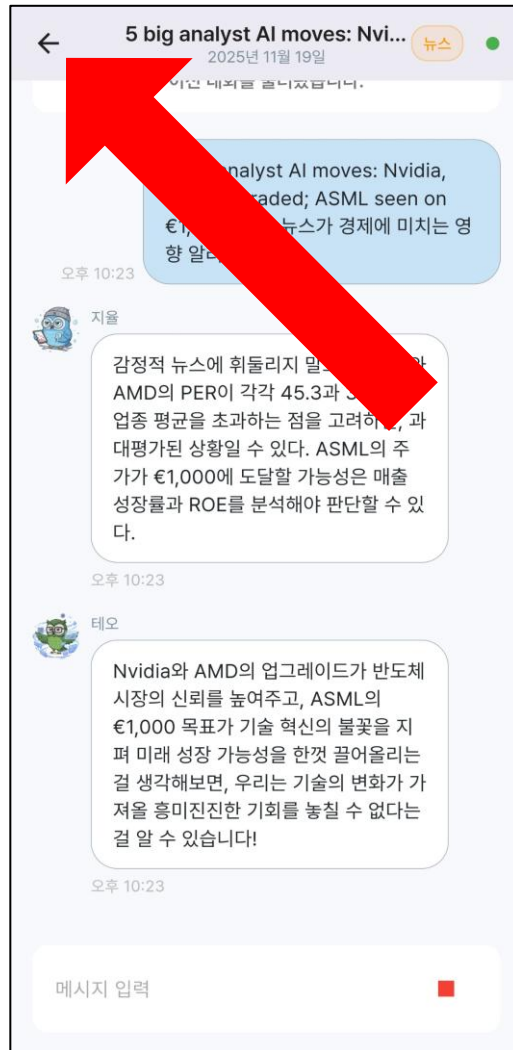 5 big analyst AI moves: Nvi...
뉴스
2025년 11월 19일
nalyst AI moves: Nvidia,
raded; ASML seen on
뉴스가 경제에 미치는 영
오후 10:23
지율
감정적 뉴스에 휘둘리지
AMD의 PER이 각각 45.3과
업종 평균을 초과하는 점을 고려하 과
대평가된 상황일 수 있다. ASML의 주
가가 €1,000에 도달할 가능성은 매출
성장률과 ROE를 분석해야 판단할 수 있
다.
오후 10:23
테오
Nvidia와 AMD의 업그레이드가 반도체
시장의 신뢰를 높여주고, ASML의
€1,000 목표가 기술 혁신의 불꽃을 지
펴 미래 성장 가능성을 한껏 끌어올리는
걸 생각해보면, 우리는 기술의 변화가 가
져올 흥미진진한 기회를 놓칠 수 없다는
걸 알 수 있습니다!
오후 10:23
메시지 입력